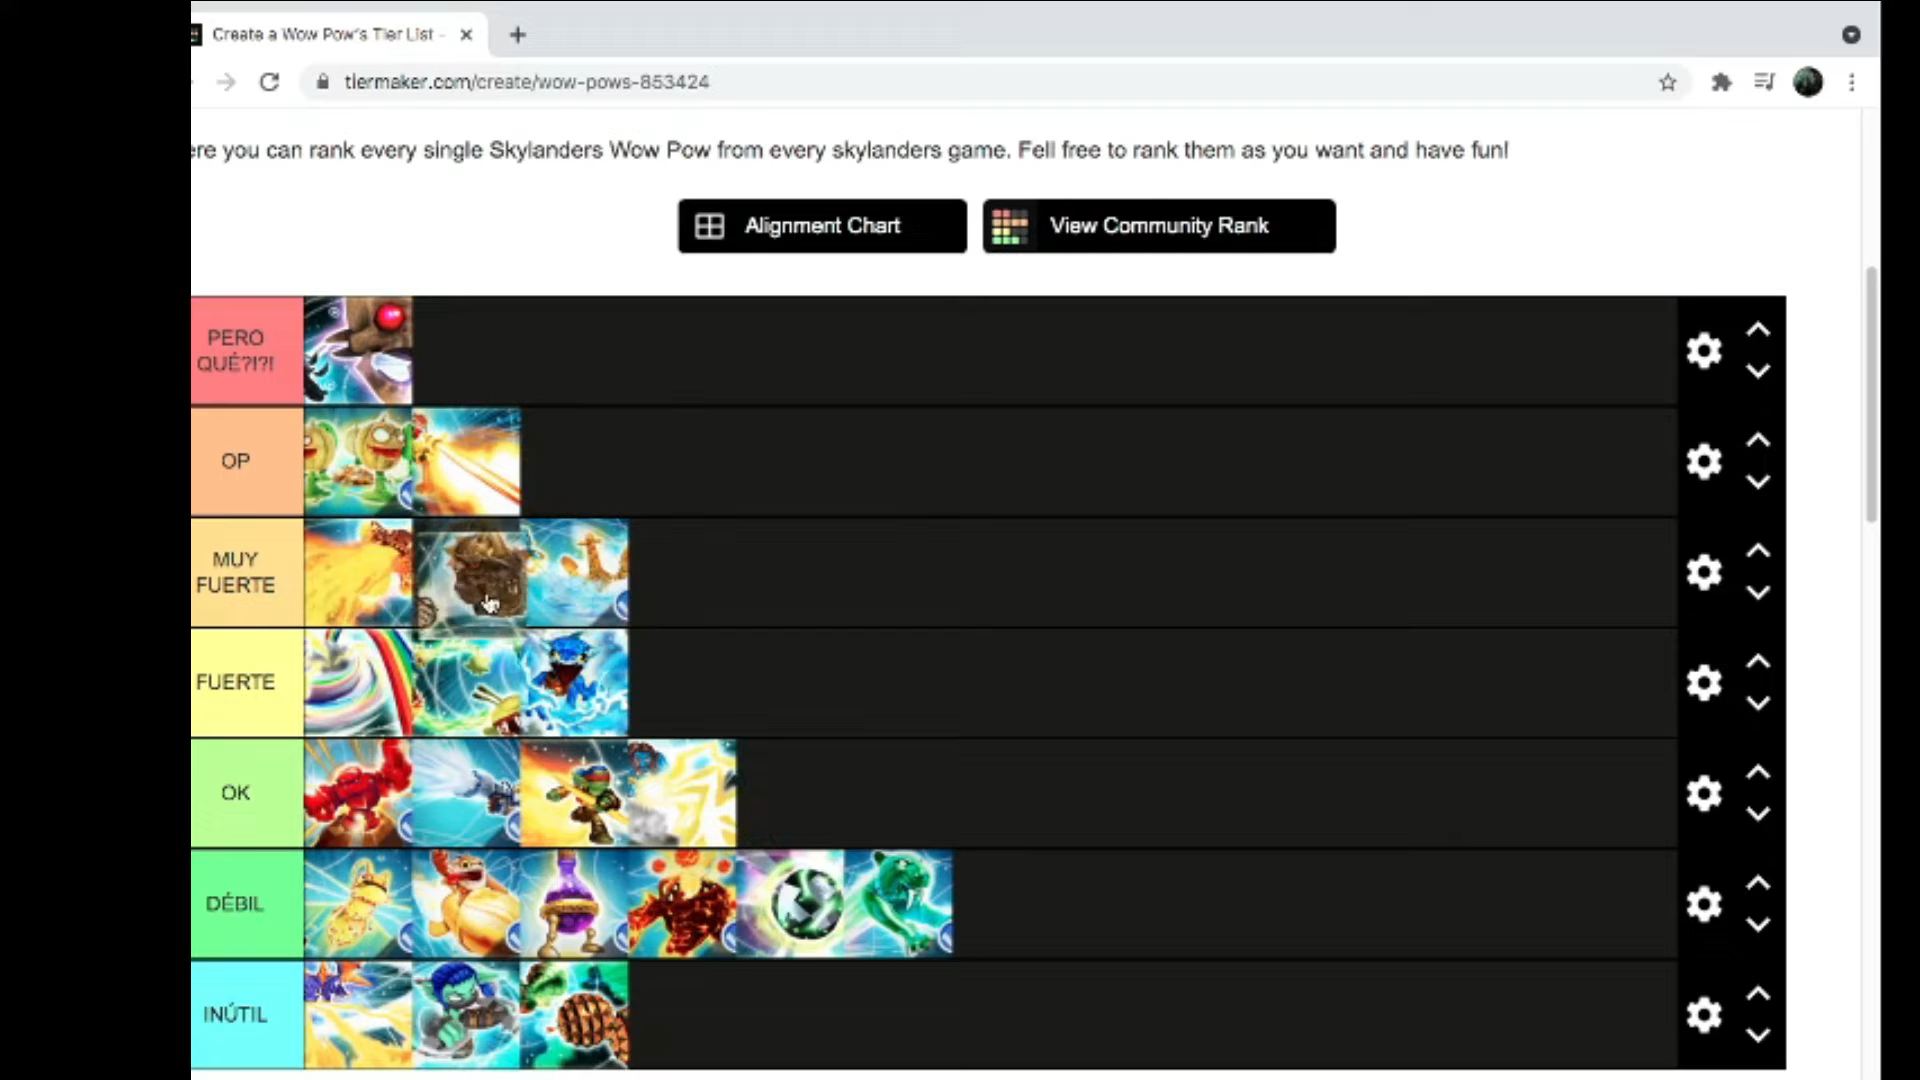 Create a Wow Pow's Tier List -
tiermaker.com/create/wow-pows-853424
ere you can rank every single Skylanders Wow Pow from every skylanders game. Fell free to rank them as you want and have fun!
Alignment Chart
View Community Rank
PERO
QUÉ?!?!
OP
MUY
FUERTE
FUERTE
OK
DÉBIL
INÚTIL